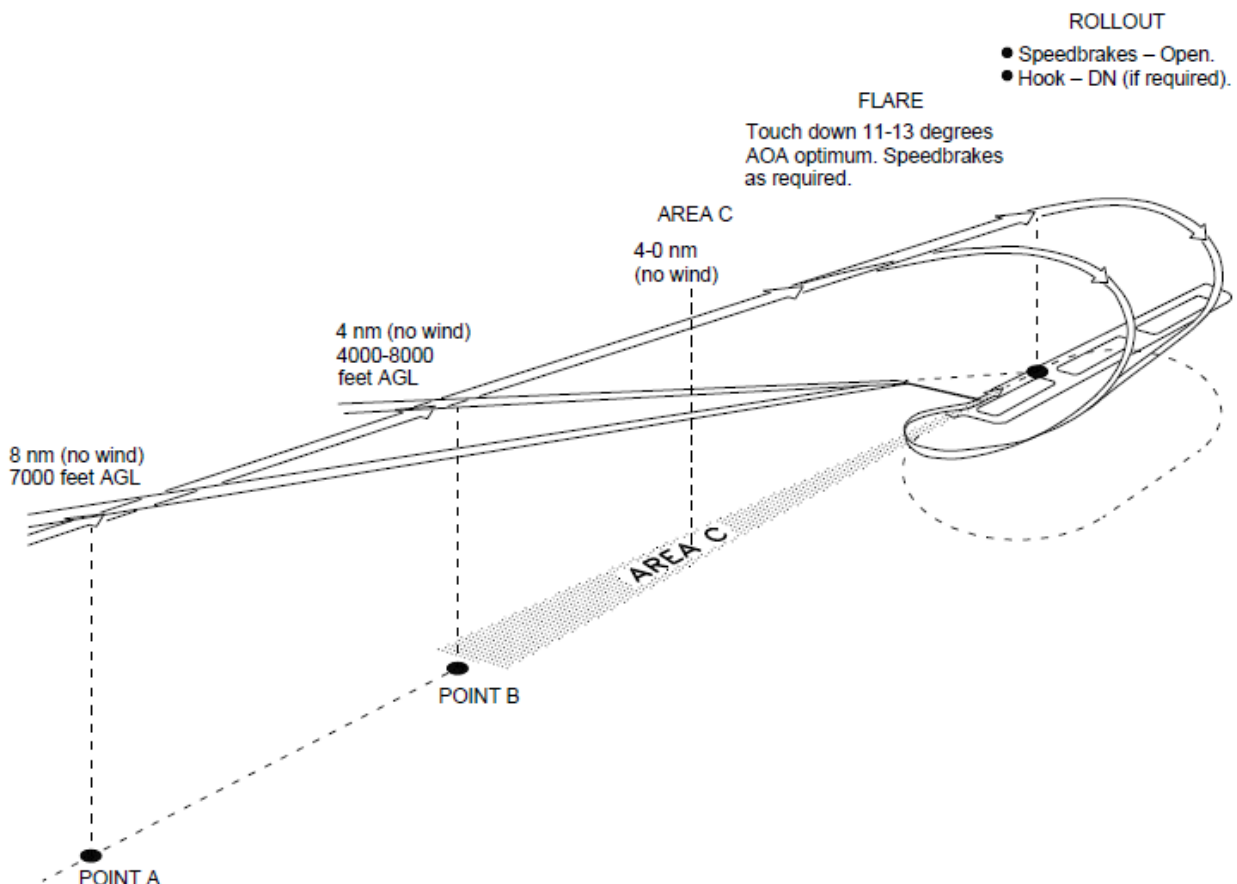 ROLLOUT
● Speedbrakes – Open.
● Hook – DN (if required).
FLARE
Touch down 11-13 degrees
AOA optimum. Speedbrakes
as required.
AREA C
4-0 nm
(no wind)
4 nm (no wind)
4000-8000
feet AGL
8 nm (no wind)
7000 feet AGL
AREA C
POINT B
POINT A